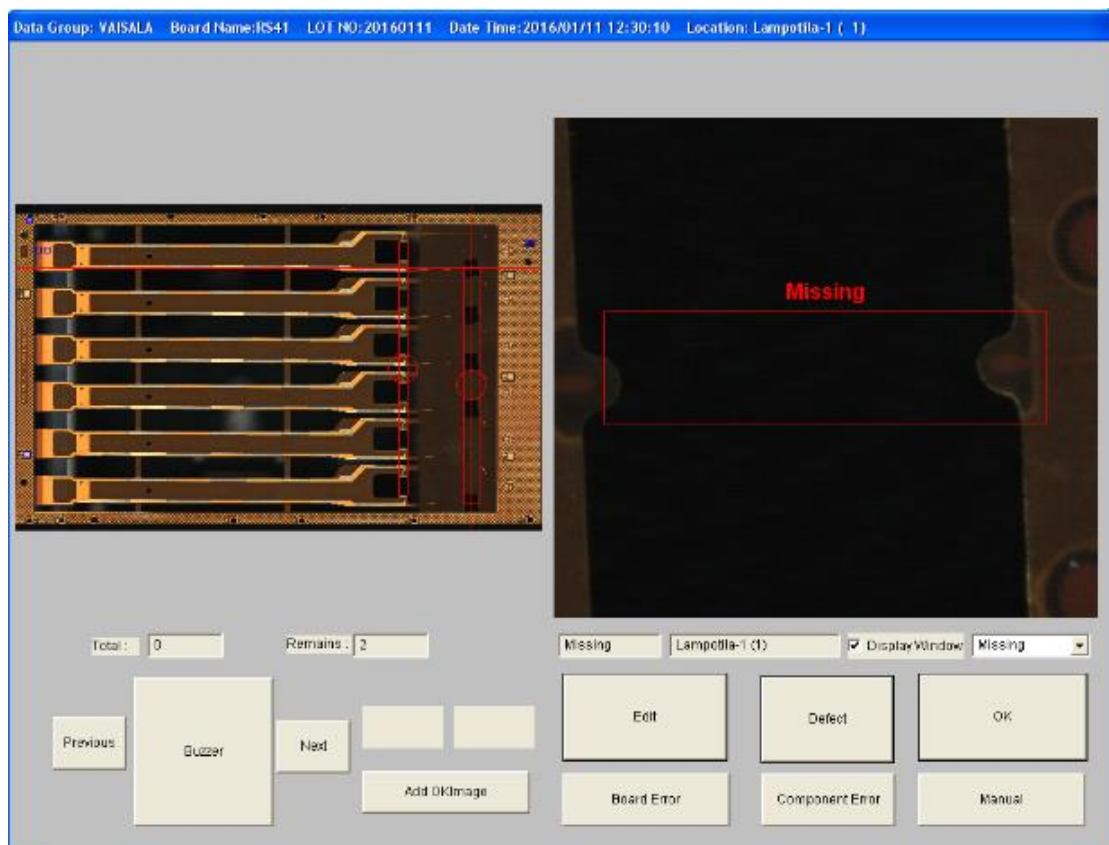 Data Group: VAISALA Board Name:RS41 LOT NO:20160111 Date Time:2016/01/11 12:30:10 Location: Lampotila-1 ( 1)
Missing
Total : 0 Remains : 2
Missing Lampotila-1 (1) Display Window Missing
Previous Buzzer Next
Add OKImage
Edit Defect OK
Board Error Component Error Manual